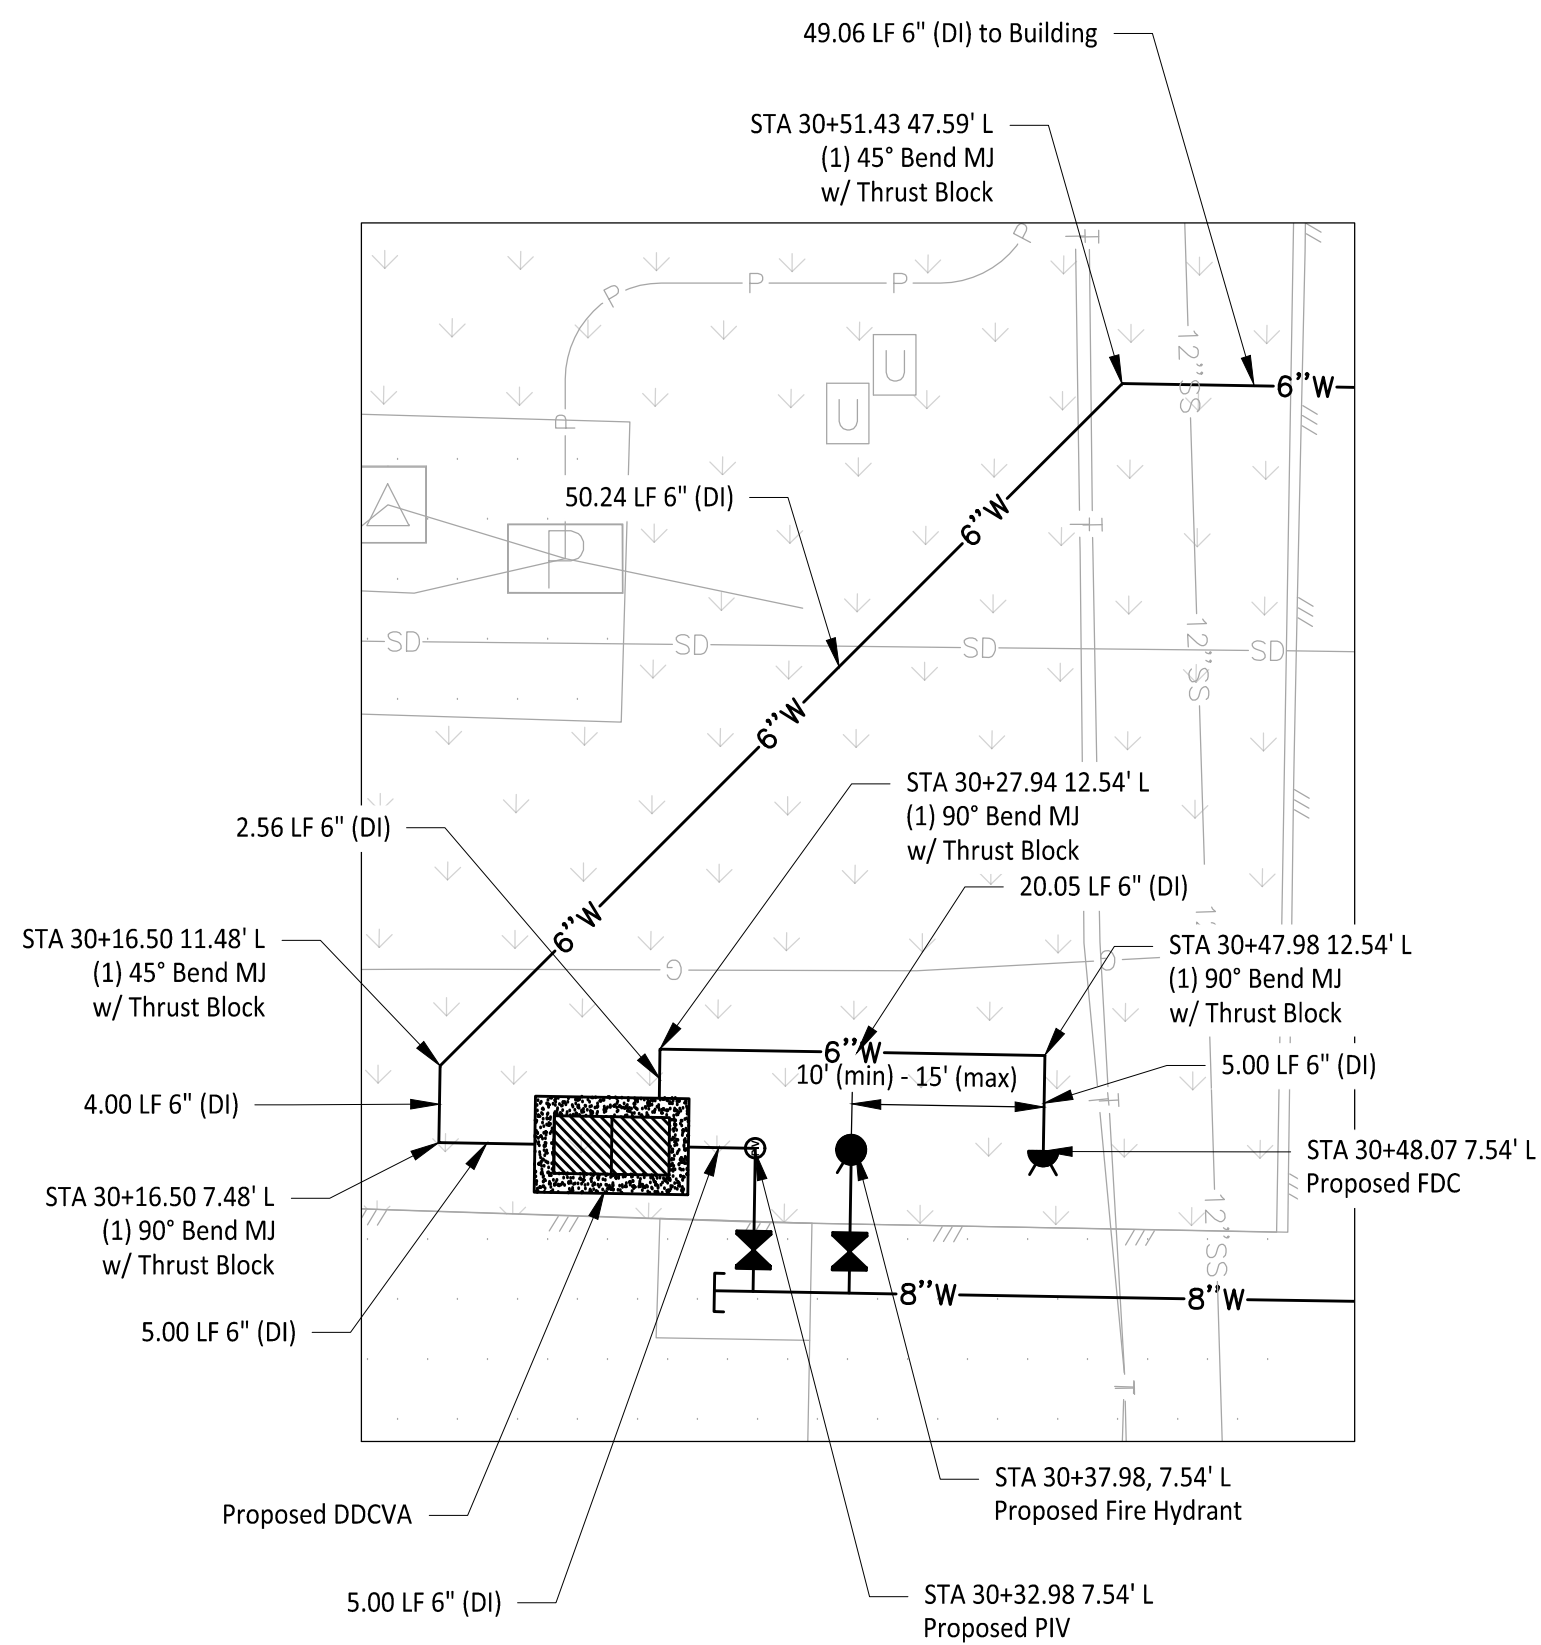 49.06 LF 6" (DI) to Building
STA 30+51.43 47.59' L
(1) 45° Bend MJ
w/ Thrust Block
P
P
P
P
T
6”W
12”SS
U
U
P
50.24 LF 6" (DI)
6”W
T
P
SD
SD
SD
SD
12”SS
6”W
STA 30+27.94 12.54' L
(1) 90° Bend MJ
w/ Thrust Block
2.56 LF 6" (DI)
20.05 LF 6" (DI)
6”W
STA 30+16.50 11.48' L
(1) 45° Bend MJ
w/ Thrust Block
STA 30+47.98 12.54' L
(1) 90° Bend MJ
w/ Thrust Block
G
G
6”W
10' (min) - 15' (max)
5.00 LF 6" (DI)
4.00 LF 6" (DI)
T
STA 30+48.07 7.54' L
Proposed FDC
STA 30+16.50 7.48' L
(1) 90° Bend MJ
w/ Thrust Block
12”SS
8”W
8”W
5.00 LF 6" (DI)
T
STA 30+37.98, 7.54' L
Proposed Fire Hydrant
Proposed DDCVA
5.00 LF 6" (DI)
STA 30+32.98 7.54' L
Proposed PIV